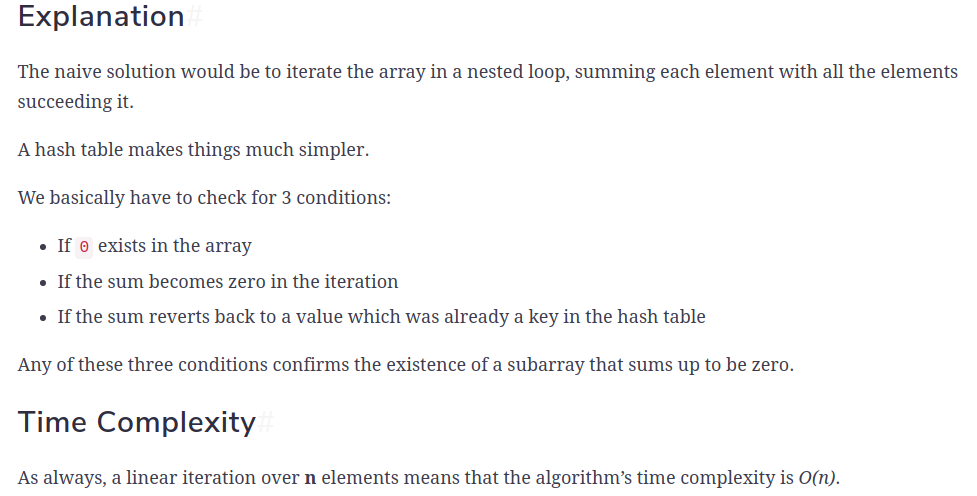 Explanation#
The naive solution would be to iterate the array in a nested loop, summing each element with all the elements
succeeding it.
A hash table makes things much simpler.
We basically have to check for 3 conditions:
• If 0 exists in the array
• If the sum becomes zero in the iteration
• If the sum reverts back to a value which was already a key in the hash table
Any of these three conditions confirms the existence of a subarray that sums up to be zero.
Time Complexity#
As always, a linear iteration over n elements means that the algorithm’s time complexity is O(n).